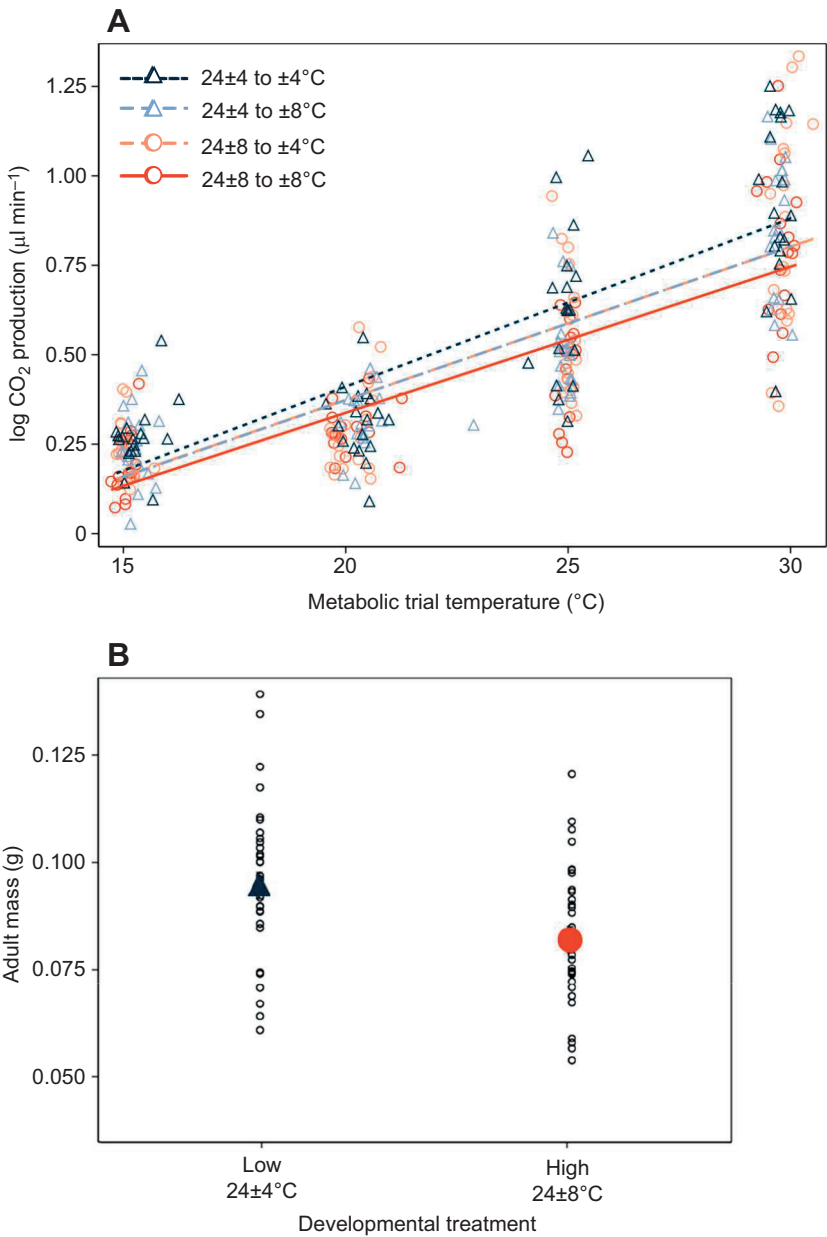 A
24±4 to ±4°C
24±4 to ±8°C
24±8 to ±4°C
24±8 to ±8°C
log CO2 production (μl min–1)
1.25
1.00
0.75
0.50
0.25
0
15 20 25 30
Metabolic trial temperature (°C)
B
Adult mass (g)
0.125
0.100
0.075
0.050
Low High
24±4°C 24±8°C
Developmental treatment